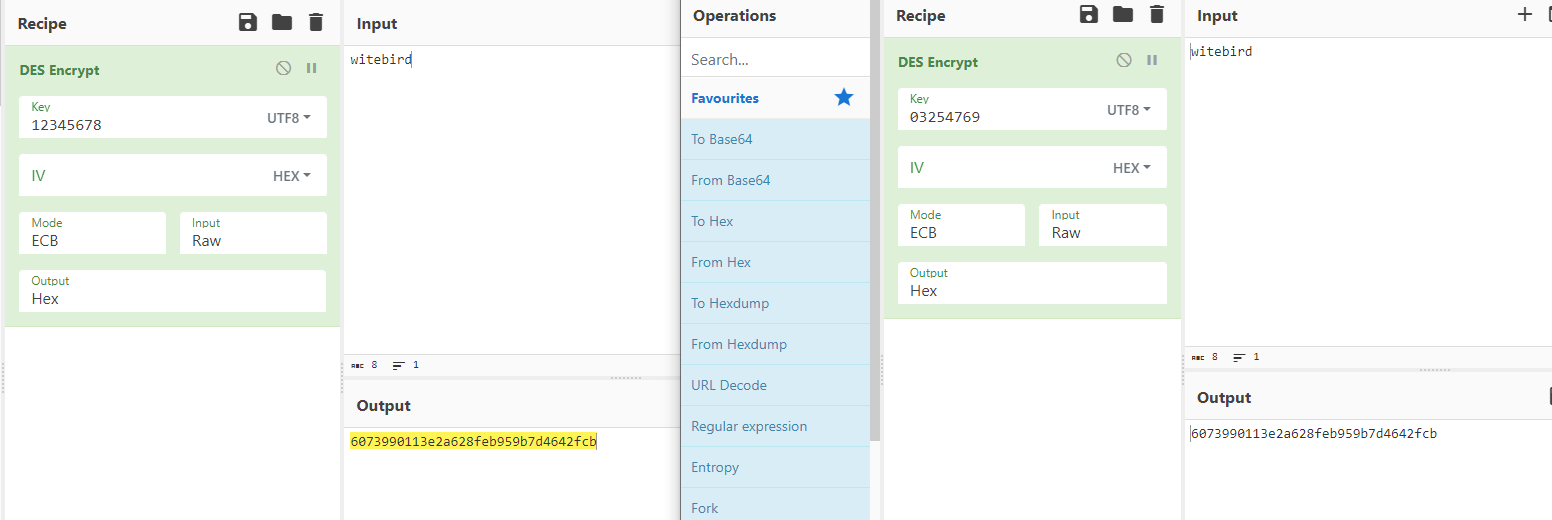 Recipe
DES Encrypt
Key
12345678
UTF8
IV
HEX
Mode
ECB
Input
Raw
Output
Hex
Input
witebird
ABC 8 1
Output
6073990113e2a628feb959b7d4642fcb
Operations
Search...
Favourites
To Base64
From Base64
To Hex
From Hex
To Hexdump
From Hexdump
URL Decode
Regular expression
Entropy
Fork
Recipe
DES Encrypt
Key
03254769
UTF8
IV
HEX
Mode
ECB
Input
Raw
Output
Hex
Input
witebird
ABC 8 1
Output
6073990113e2a628feb959b7d4642fcb